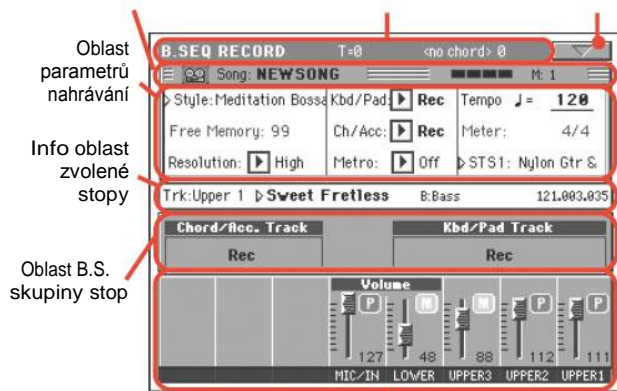 B.SEQ RECORD T=0 <no chord> 0
Song: NEWSONG M: 1
Oblast
parametrů
nahrávání
Style:Meditation Bossa Kbd/Pad: Rec Tempo ♩= 120
Free Memory: 99 Ch/Acc: Rec Meter: 4/4
Resolution: High Metro: Off STS1: Nylon Gtr &
Info oblast
zvolené
stopy
Trk:Upper 1 Sweet Fretless B:Bass 121.003.035
Chord/Acc. Track Kbd/Pad Track
Rec Rec
Oblast B.S.
skupiny stop
Volume
P M M P P
127 48 88 112 111
MIC/IN LOWER UPPER3 UPPER2 UPPER1